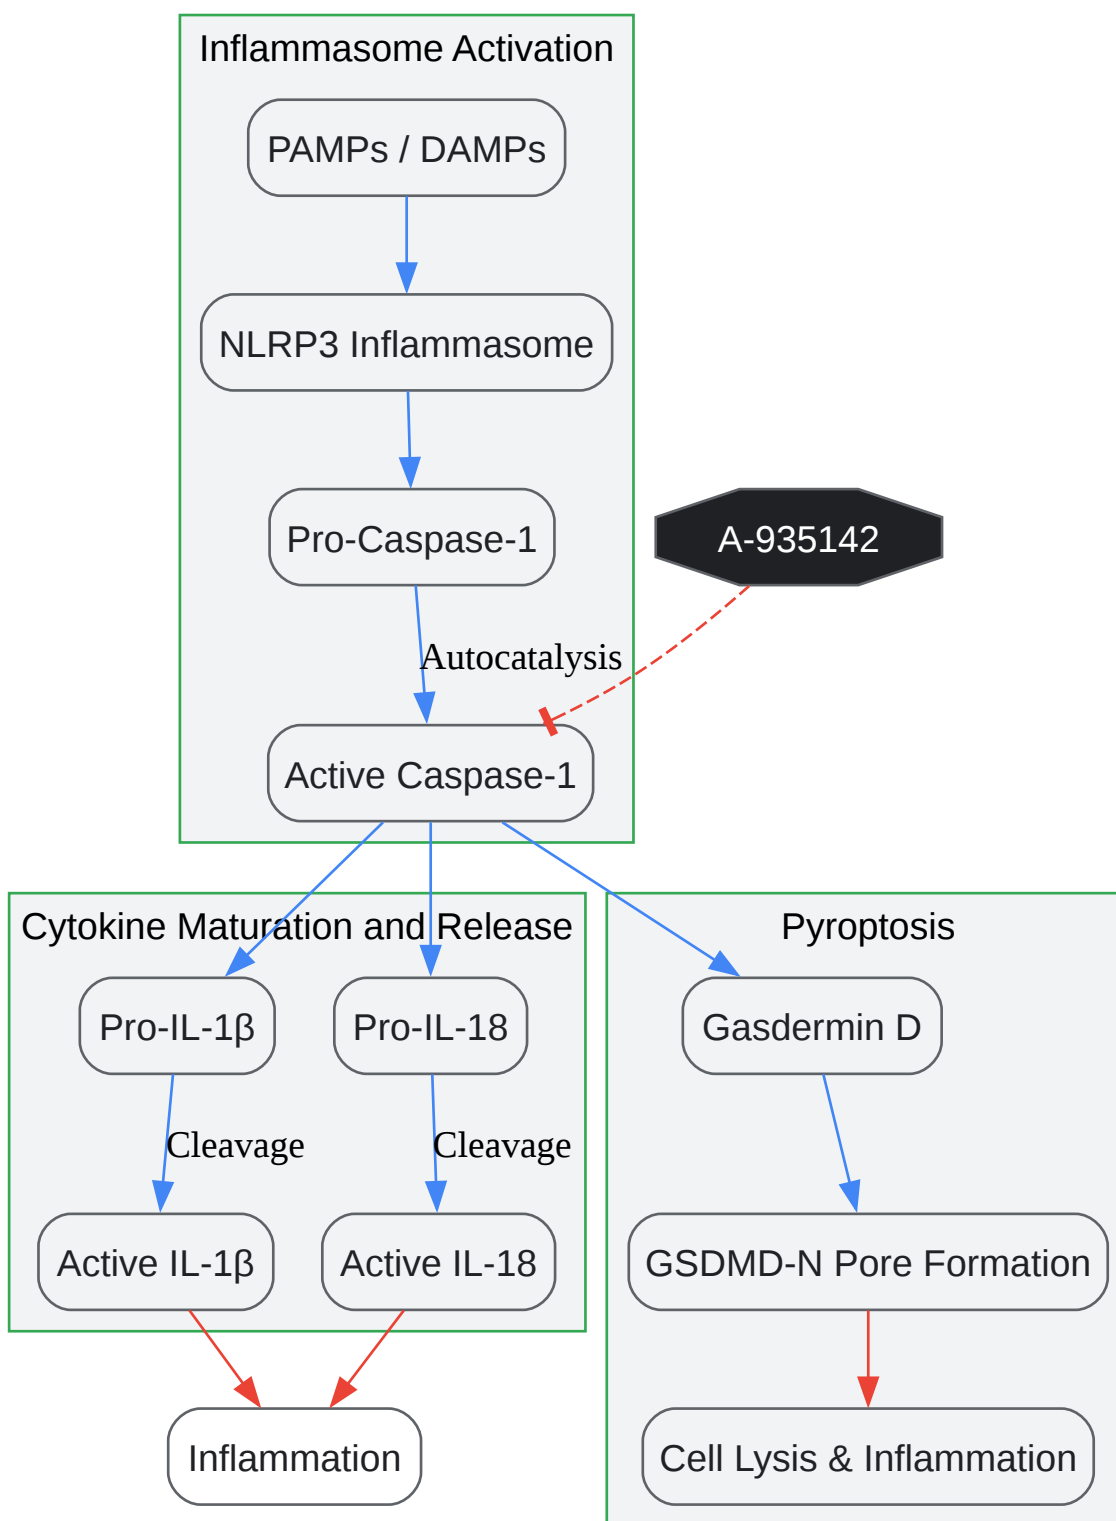 Inflammasome Activation
PAMPs / DAMPs
NLRP3 Inflammasome
Pro-Caspase-1
A-935142
Autocatalysis
Active Caspase-1
Cytokine Maturation and Release
Pyroptosis
Pro-IL-1β
Pro-IL-18
Gasdermin D
Cleavage
Cleavage
Active IL-1β
Active IL-18
GSDMD-N Pore Formation
Inflammation
Cell Lysis & Inflammation